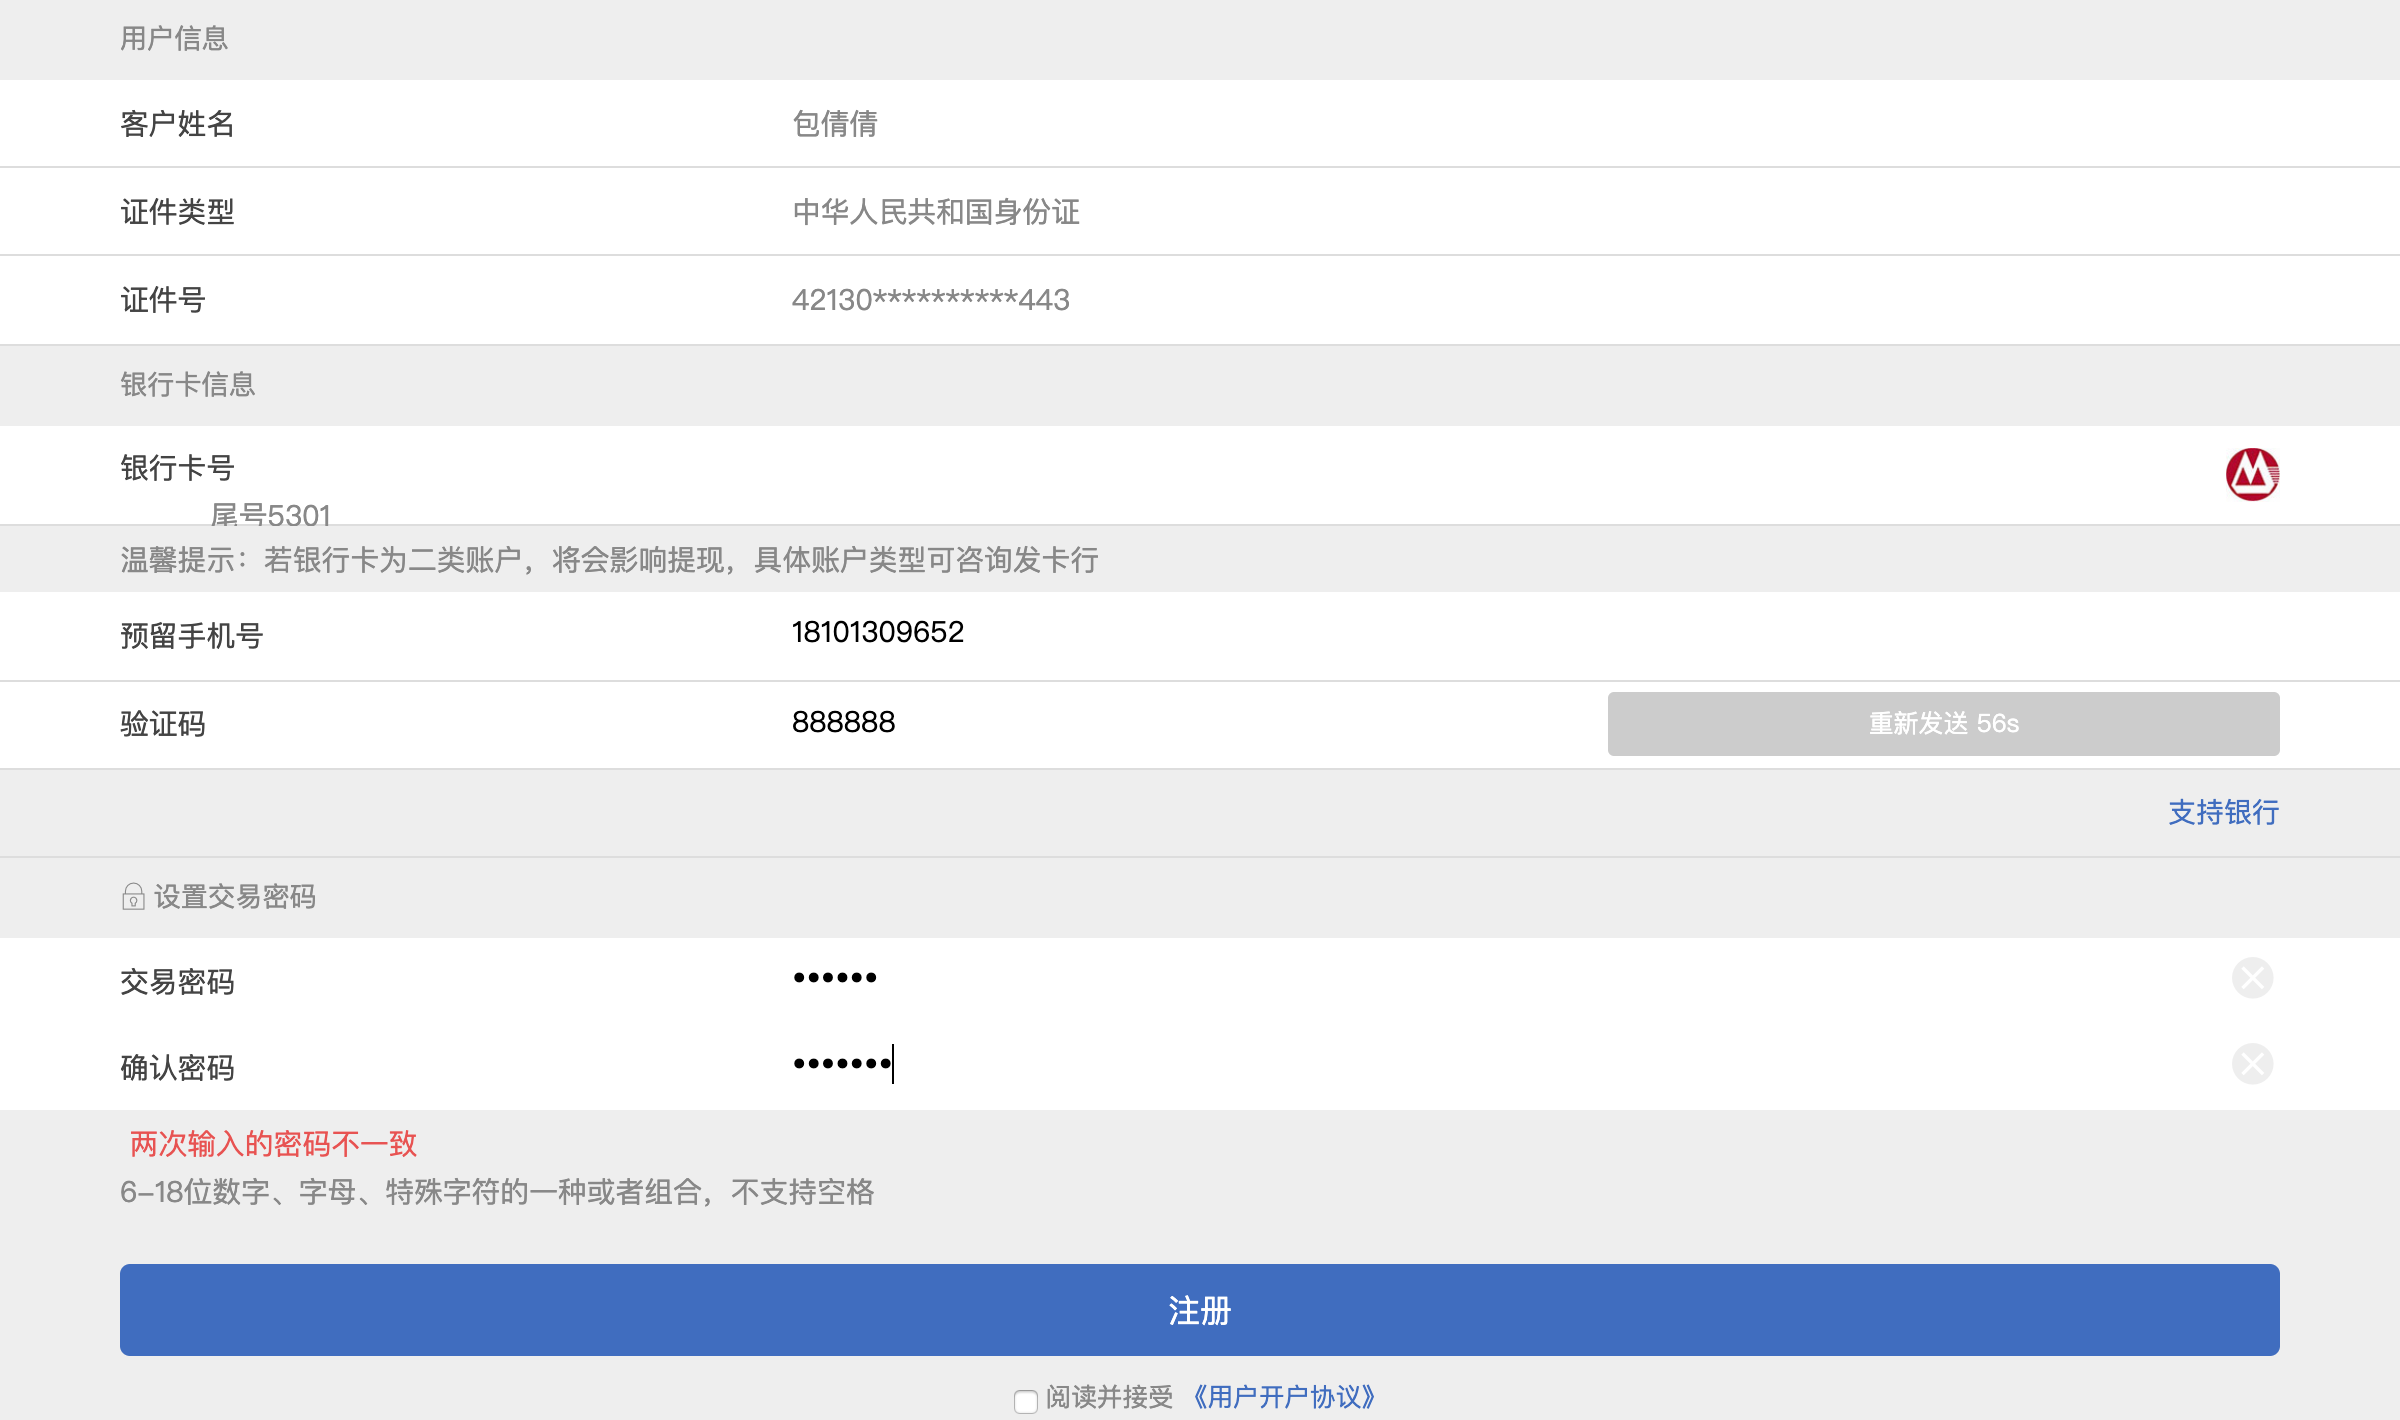 用户信息
客户姓名 包倩倩
证件类型 中华人民共和国身份证
证件号 42130**********443
银行卡信息
银行卡号
尾号5301
温馨提示：若银行卡为二类账户，将会影响提现，具体账户类型可咨询发卡行
预留手机号 18101309652
验证码 888888 重新发送 56s
支持银行
设置交易密码
交易密码 ••••••
确认密码 •••••••
两次输入的密码不一致
6-18位数字、字母、特殊字符的一种或者组合，不支持空格
注册
阅读并接受 《用户开户协议》